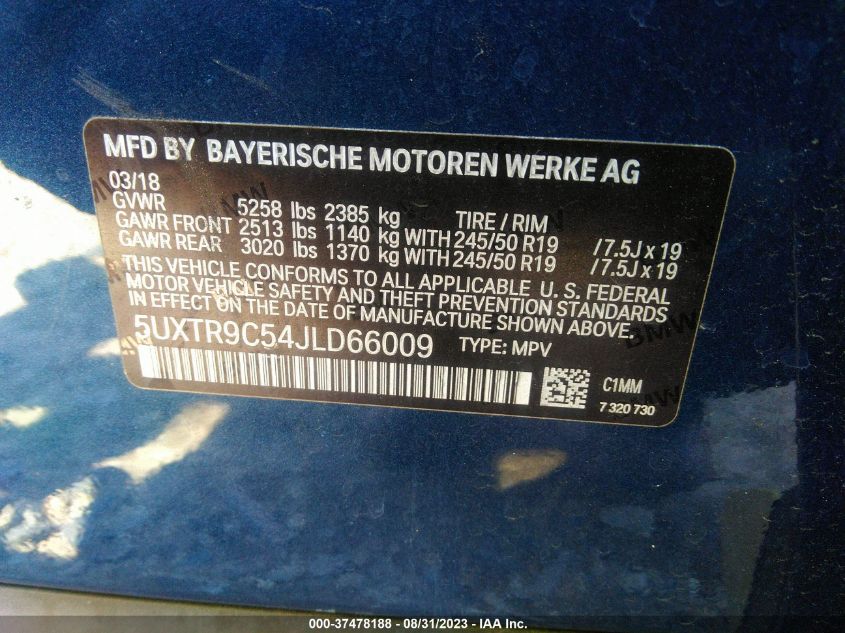 MFD BY BAYERISCHE MOTOREN WERKE AG
03/18
GVWR 5258 lbs 2385 kg TIRE / RIM
GAWR FRONT 2513 lbs 1140 kg WITH 245/50 R19 /7.5J x 19
GAWR REAR 3020 lbs 1370 kg WITH 245/50 R19 /7.5J x 19
THIS VEHICLE CONFORMS TO ALL APPLICABLE U. S. FEDERAL
MOTOR VEHICLE SAFETY AND THEFT PREVENTION STANDARDS
IN EFFECT ON THE DATE OF MANUFACTURE SHOWN ABOVE.
5UXTR9C54JLD66009 TYPE: MPV
C1MM
7 320 730
000-37478188 - 08/31/2023 - IAA Inc.